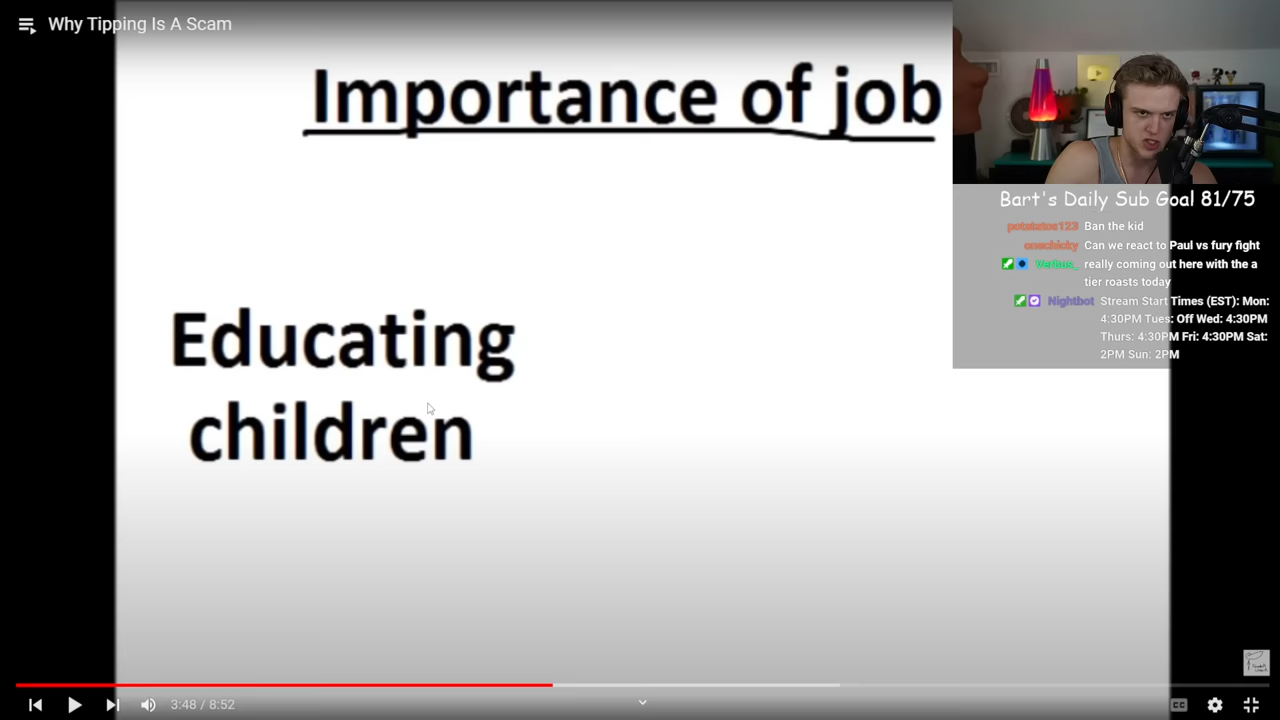 Why Tipping Is A Scam
Importance of job
Educating
children
Bart's Daily Sub Goal 81/75
potatatos123 Ban the kid
Can we react to Paul vs fury fight
Verbus_ really coming out here with the a
tier roasts today
Nightbot Stream Start Times (EST): Mon:
4:30PM Tues: Off Wed: 4:30PM
Thurs: 4:30PM Fri: 4:30PM Sat:
2PM Sun: 2PM
3:48 / 8:52
CC